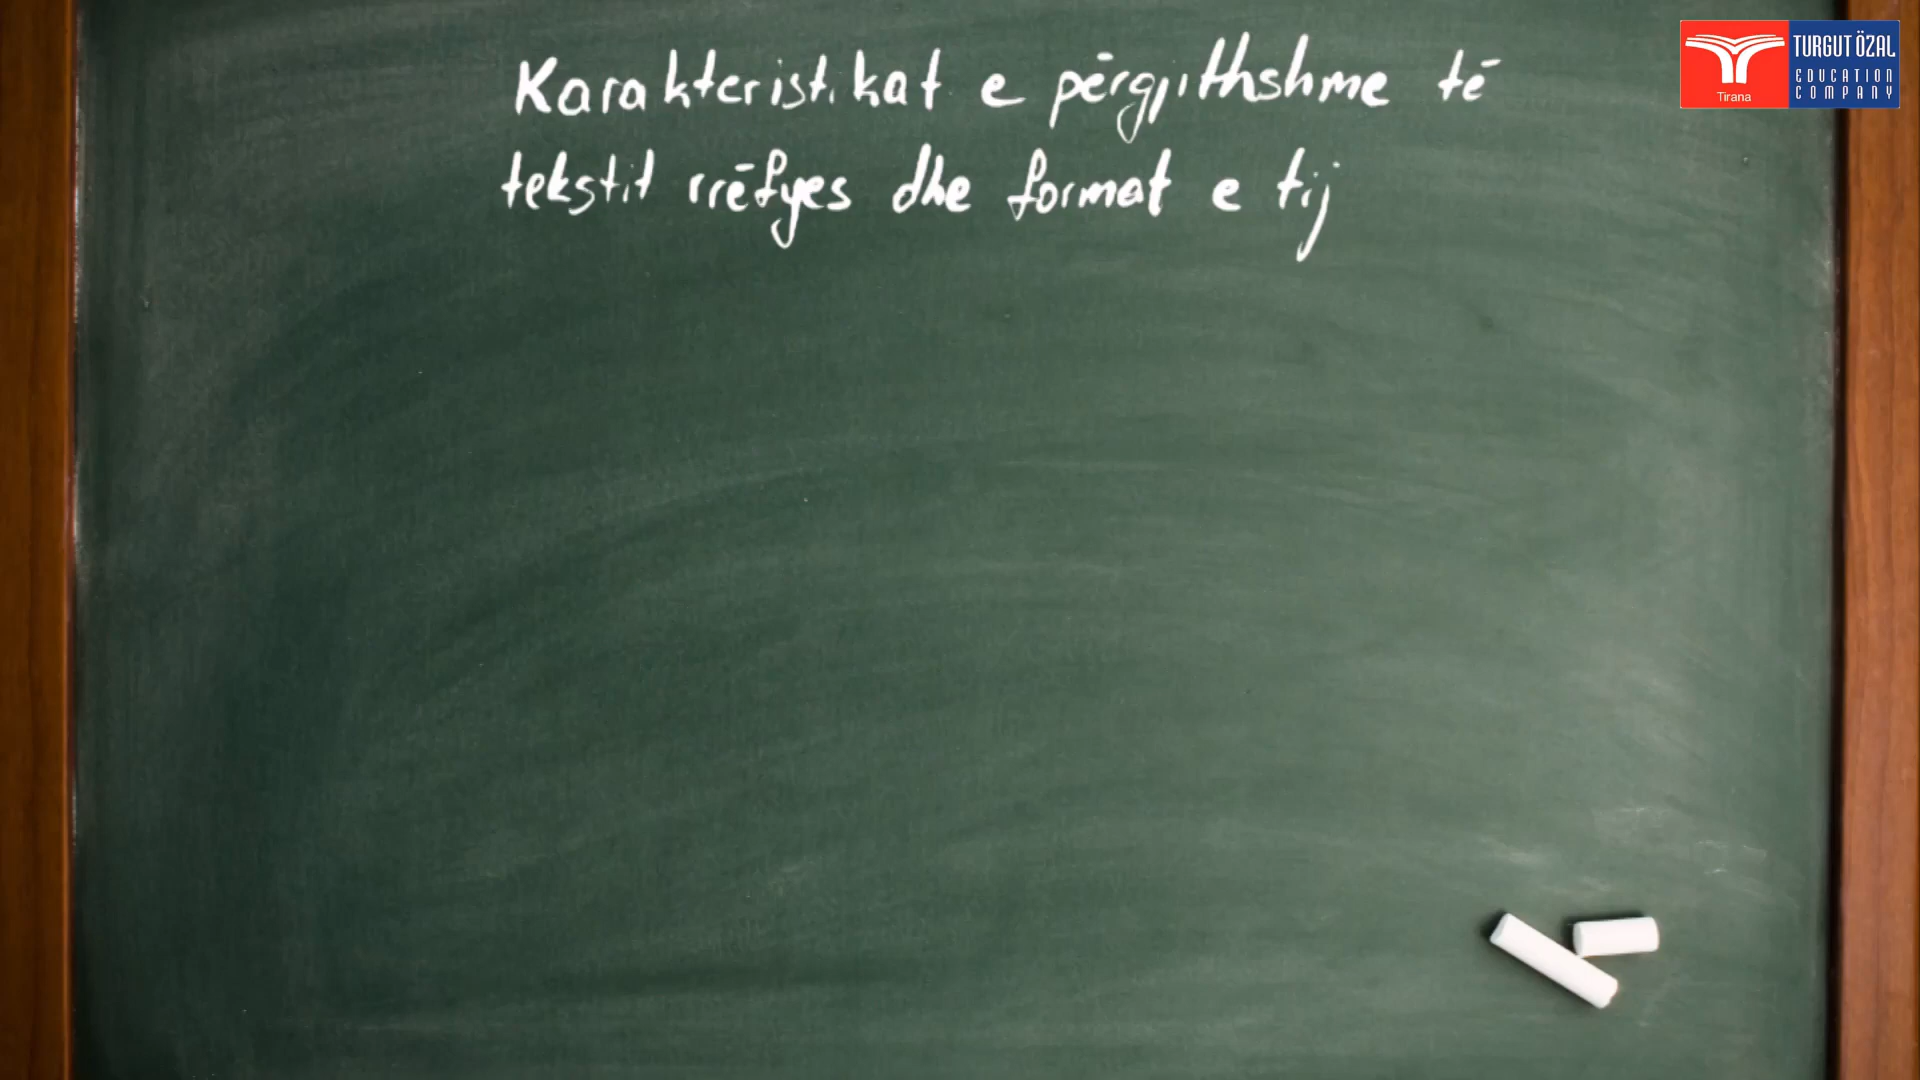 Karakteristikat e përgjithshme të
tekstit rrëfyes dhe format e tij
TURGUT ÖZAL
EDUCATION
COMPANY
Tirana